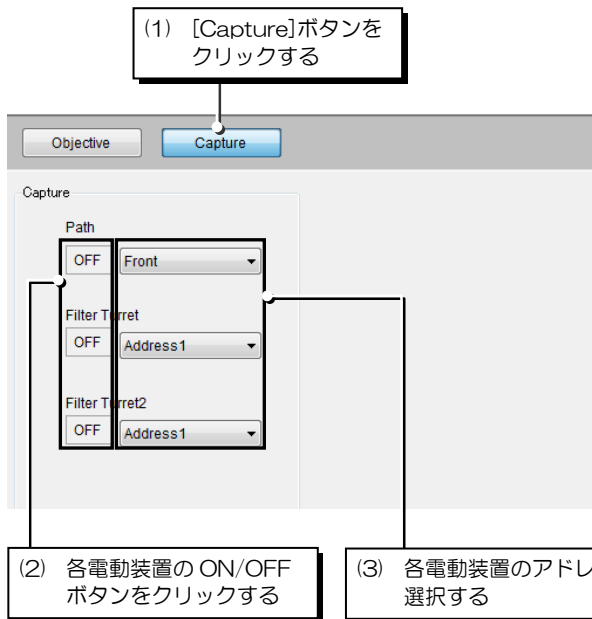 (1) [Capture]ボタンを
クリックする
Objective
Capture
Capture
Path
OFF
Front
Filter Turret
OFF
Address1
Filter Turret2
OFF
Address1
(2) 各電動装置の ON/OFF
ボタンをクリックする
(3) 各電動装置のアドレ
選択する